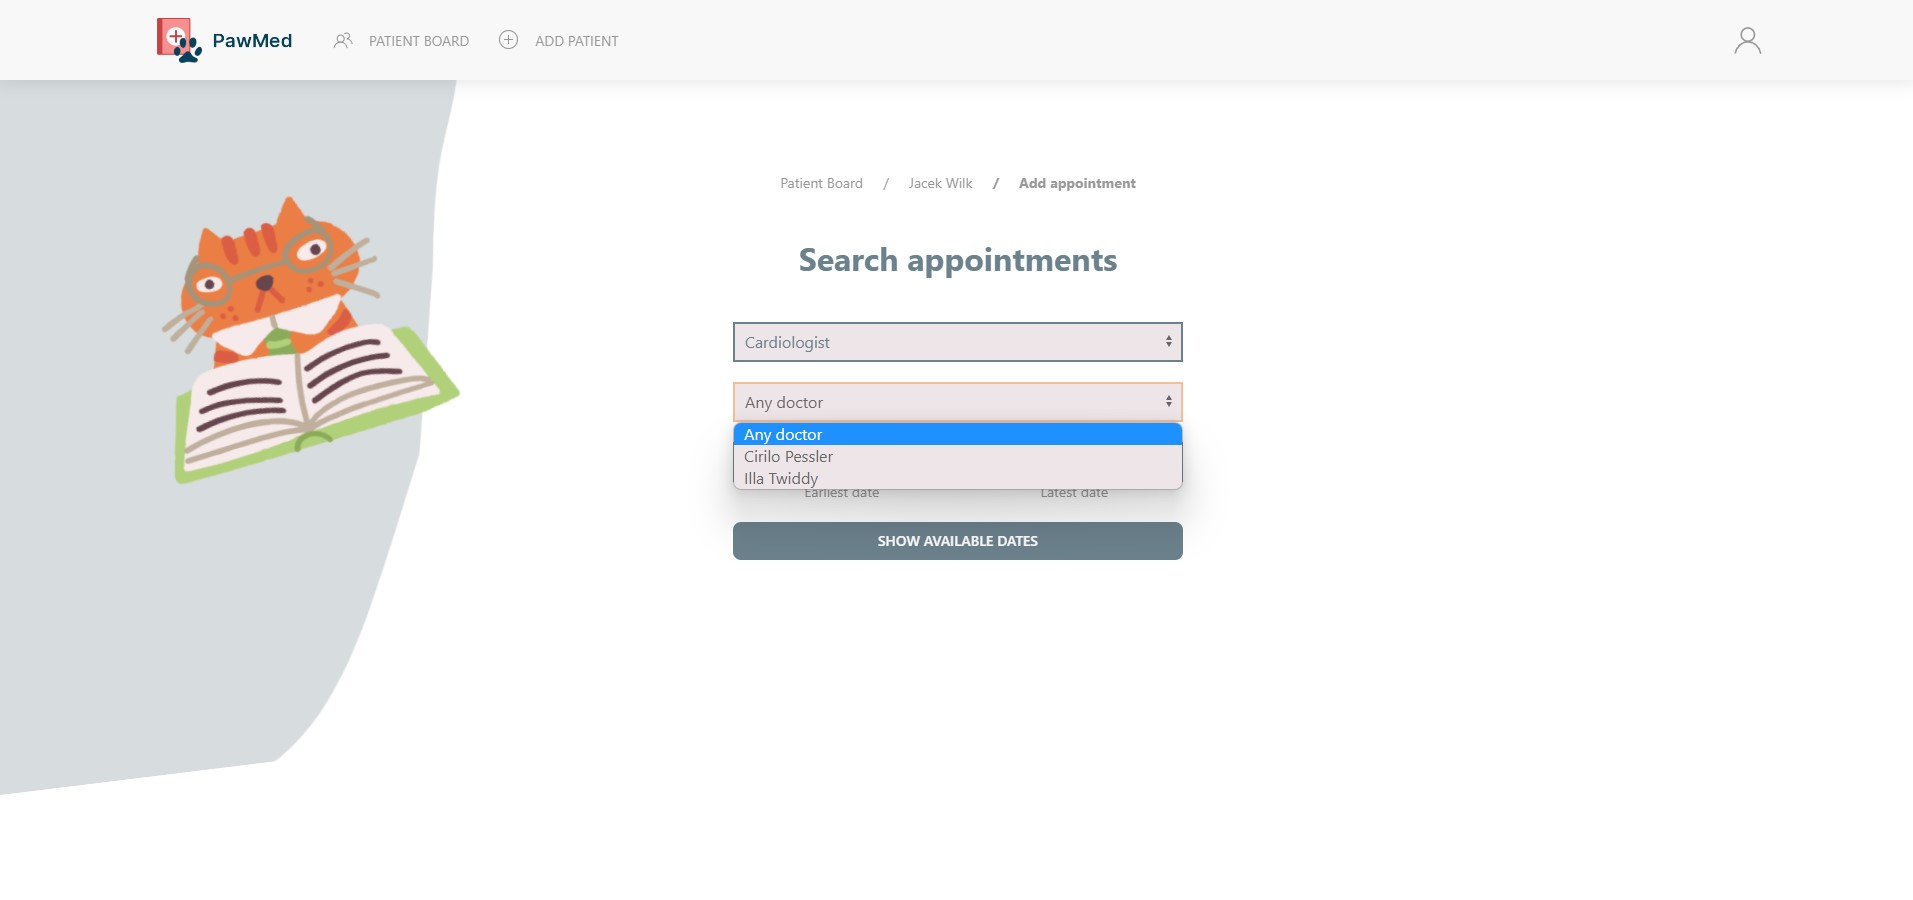 PawMed
PATIENT BOARD
ADD PATIENT
Patient Board / Jacek Wilk / Add appointment
Search appointments
Cardiologist
Any doctor
Any doctor
Cirilo Pessler
Illa Twiddy
Earliest date
Latest date
SHOW AVAILABLE DATES